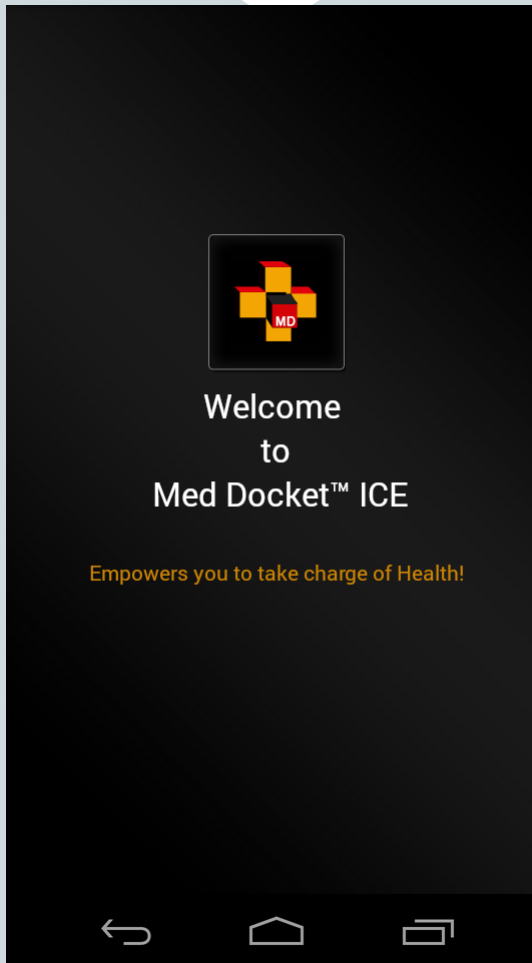 MD
Welcome
to
Med Docket™ ICE
Empowers you to take charge of Health!